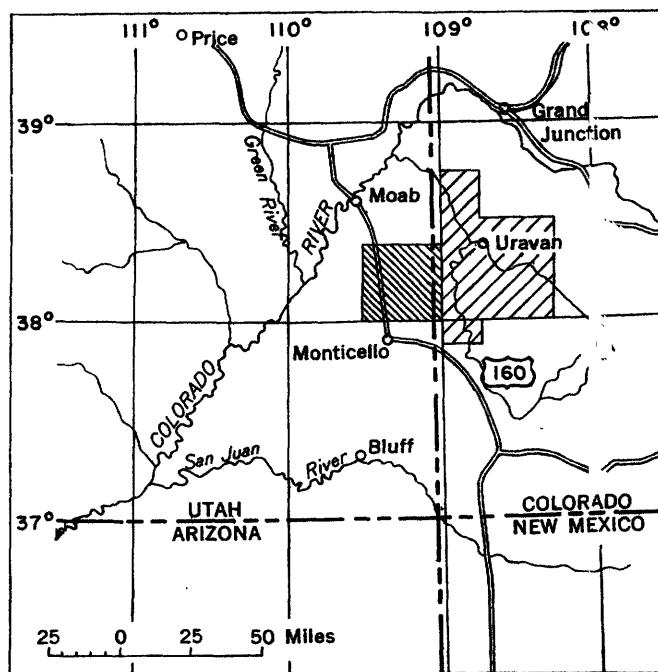 111° 110° 109° 108°
Price
39°
Grand
Junction
Green
River
RIVER
Moab
Uravan
38°
Monticello
160
COLORADO
San Juan
River
Bluff
37°
UTAH
ARIZONA
COLORADO
NEW MEXICO
25 0 25 50 Miles